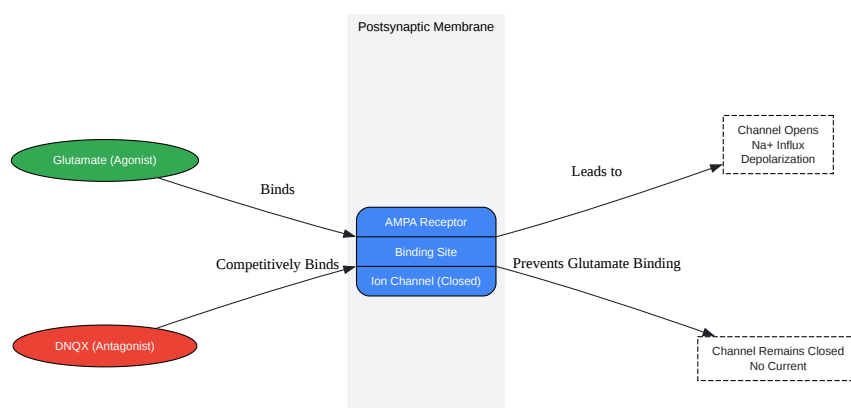 Postsynaptic Membrane
Glutamate (Agonist)
Binds
Competitively Binds
DNQX (Antagonist)
AMPA Receptor
Binding Site
Ion Channel (Closed)
Leads to
Prevents Glutamate Binding
Channel Opens
Na+ Influx
Depolarization
Channel Remains Closed
No Current